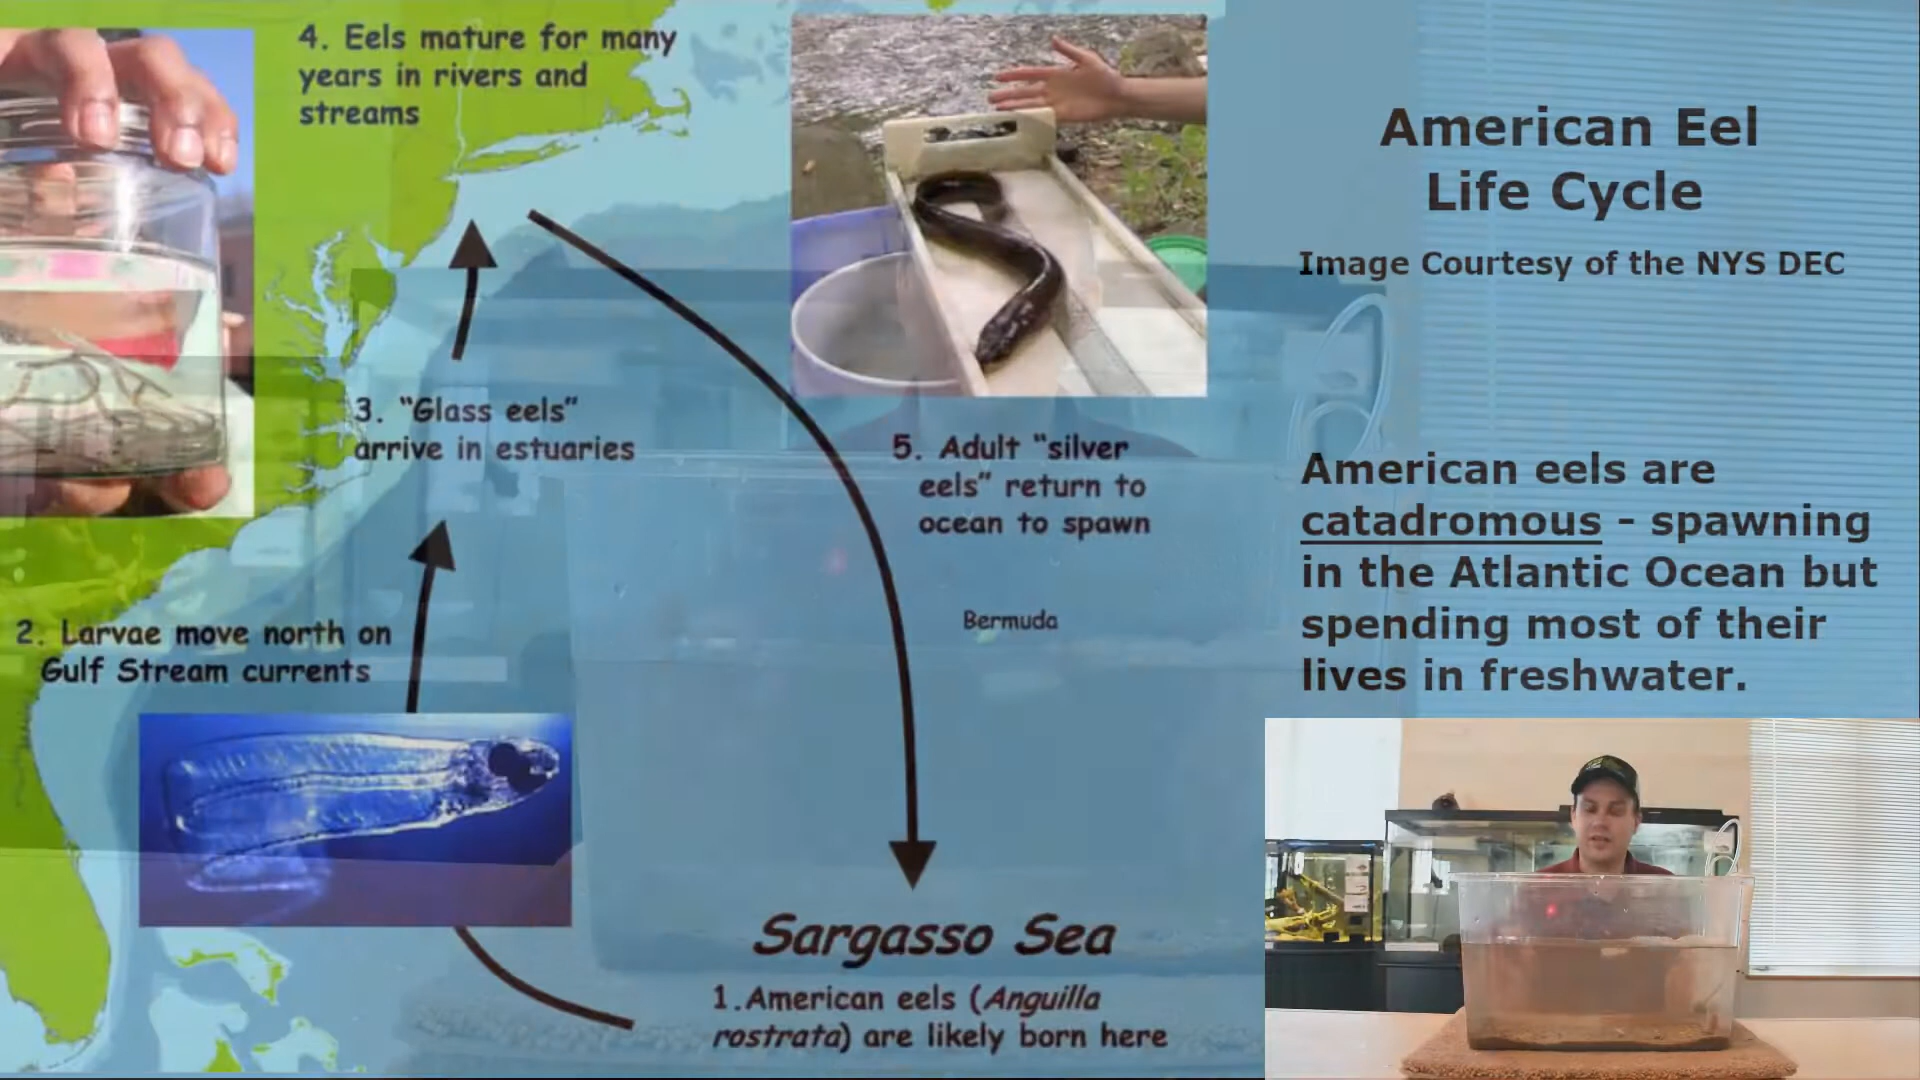 4. Eels mature for many
years in rivers and
streams
3. “Glass eels”
arrive in estuaries
2. Larvae move north on
Gulf Stream currents
5. Adult “silver
eels” return to
ocean to spawn
Bermuda
Sargasso Sea
1.American eels (Anguilla
rostrata) are likely born here
American Eel
Life Cycle
Image Courtesy of the NYS DEC
American eels are
catadromous - spawning
in the Atlantic Ocean but
spending most of their
lives in freshwater.